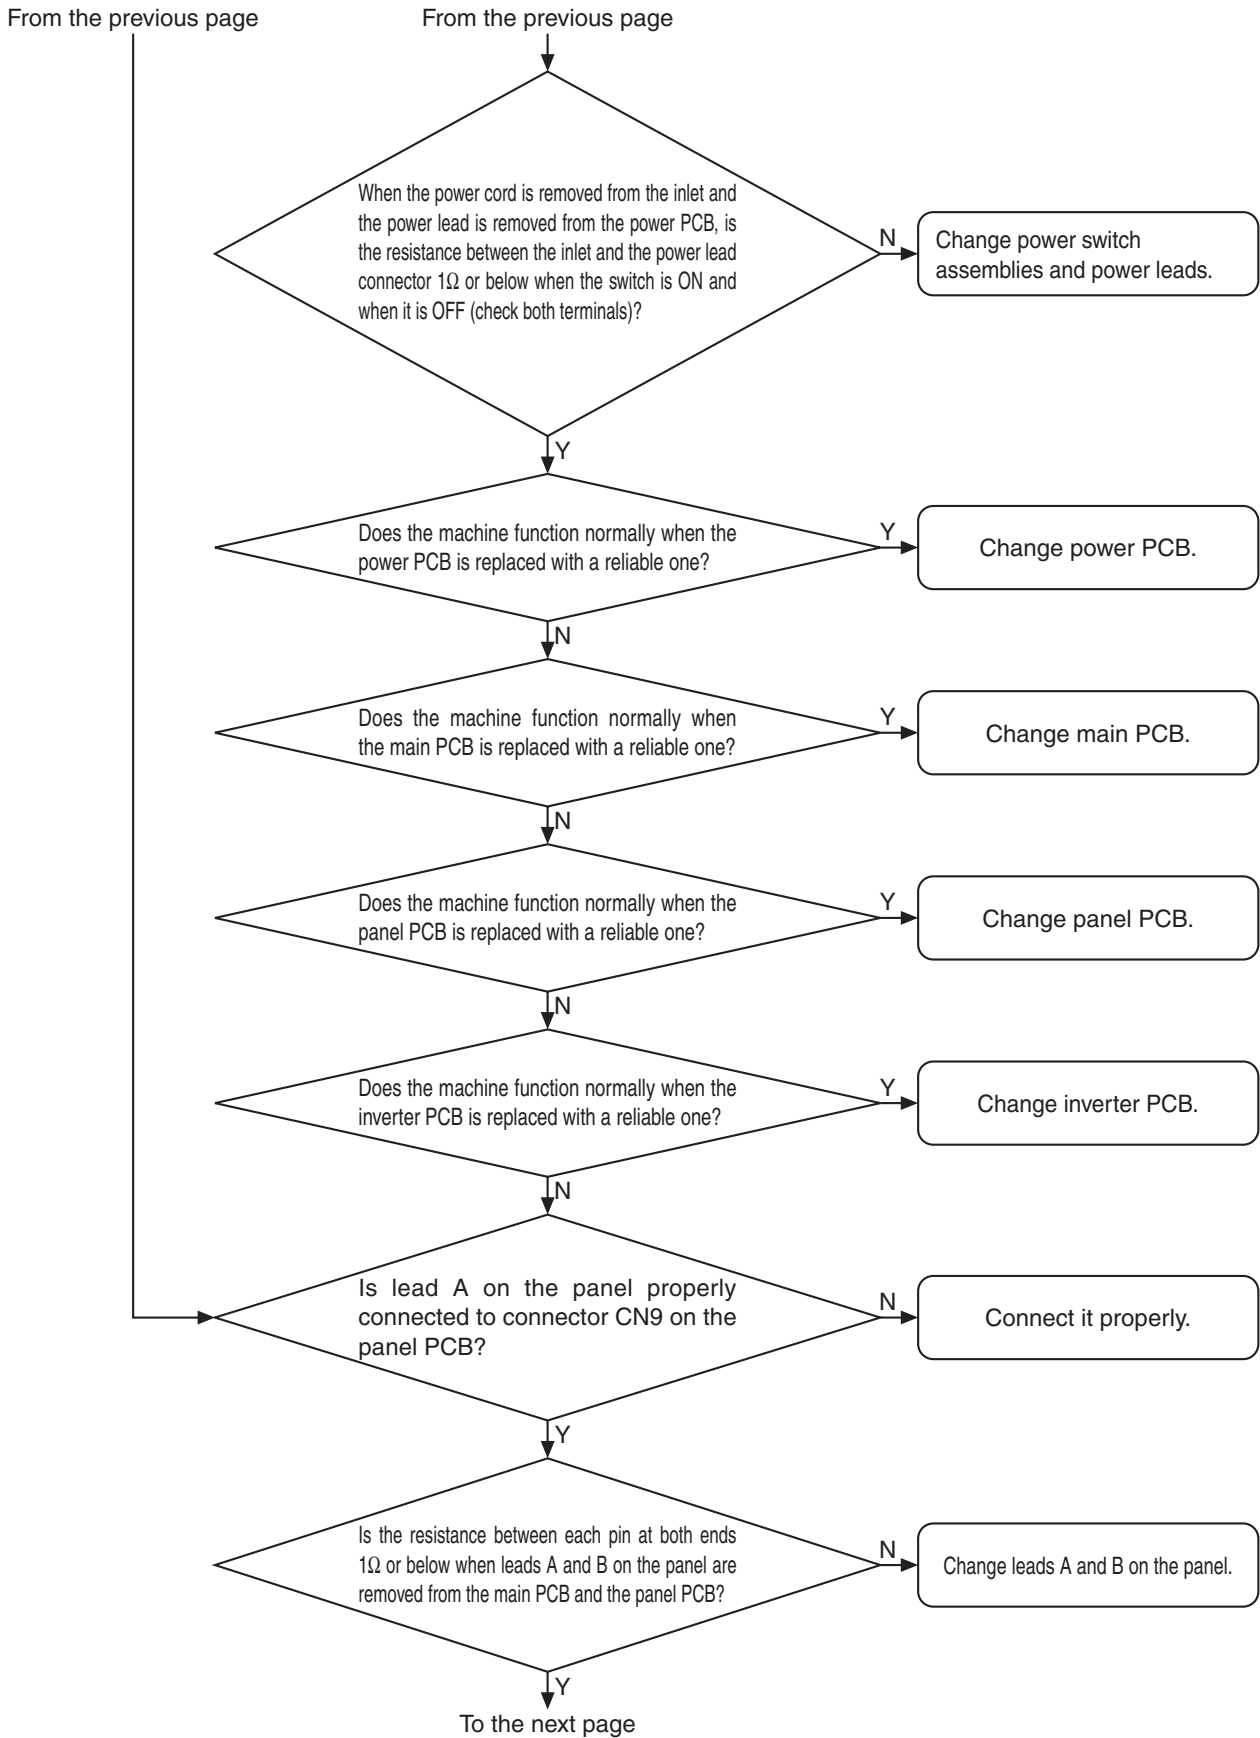 From the previous page
From the previous page
When the power cord is removed from the inlet and
the power lead is removed from the power PCB, is
the resistance between the inlet and the power lead
connector 1Ω or below when the switch is ON and
when it is OFF (check both terminals)?
N
Change power switch
assemblies and power leads.
Y
Does the machine function normally when the
power PCB is replaced with a reliable one?
Y
Change power PCB.
N
Does the machine function normally when
the main PCB is replaced with a reliable one?
Y
Change main PCB.
N
Does the machine function normally when the
panel PCB is replaced with a reliable one?
Y
Change panel PCB.
N
Does the machine function normally when the
inverter PCB is replaced with a reliable one?
Y
Change inverter PCB.
N
Is lead A on the panel properly
connected to connector CN9 on the
panel PCB?
N
Connect it properly.
Y
Is the resistance between each pin at both ends
1Ω or below when leads A and B on the panel are
removed from the main PCB and the panel PCB?
N
Change leads A and B on the panel.
Y
To the next page